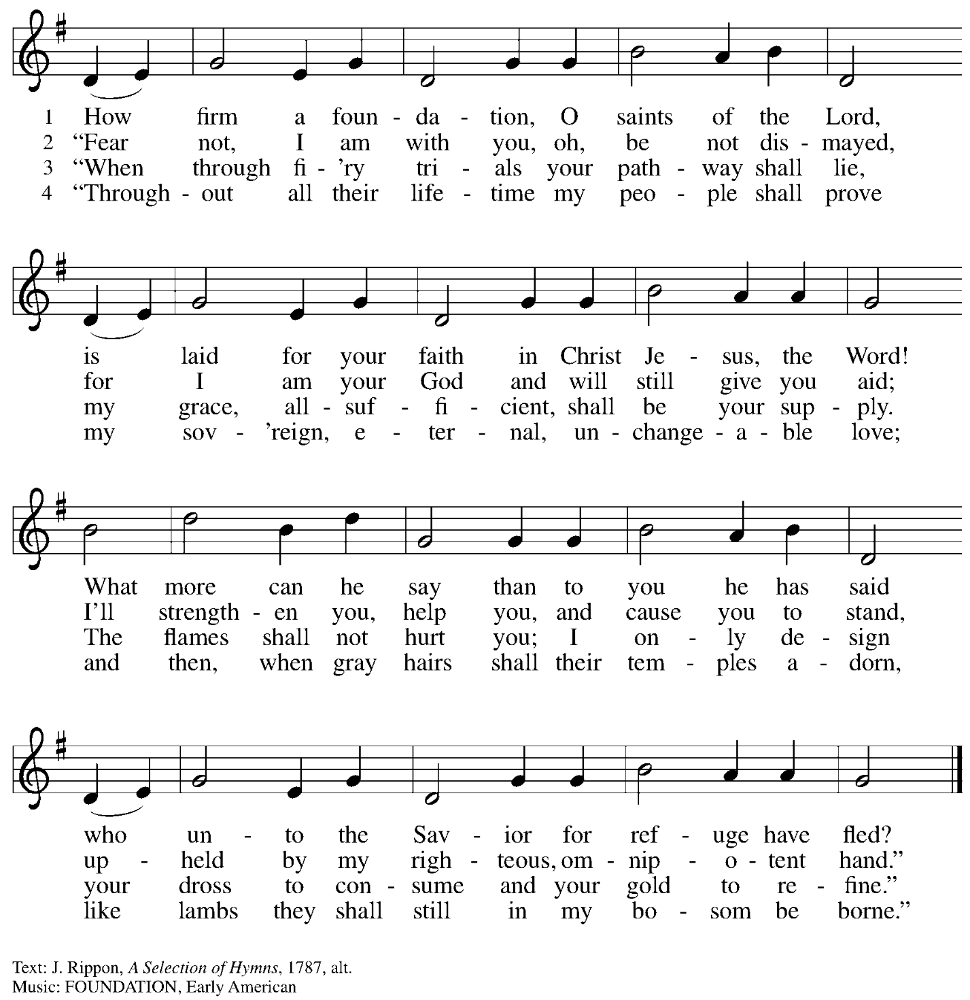 1 How firm a foun - da - tion, O saints of the Lord,
2 “Fear not, I am with you, oh, be not dis - mayed,
3 “When through fi - ’ry tri - als your path - way shall lie,
4 “Through - out all their life - time my peo - ple shall prove
is laid for your faith in Christ Je - sus, the Word!
for I am your God and will still give you aid;
my grace, all - suf - fi - cient, shall be your sup - ply.
my sov - ’reign, e - ter - nal, un - change - a - ble love;
What more can he say than to you he has said
I’ll strength - en you, help you, and cause you to stand,
The flames shall not hurt you; I on - ly de - sign
and then, when gray hairs shall their tem - ples a - dorn,
who un - to the Sav - ior for ref - uge have fled?
up - held by my righ - teous, om - nip - o - tent hand.”
your dross to con - sume and your gold to re - fine.”
like lambs they shall still in my bo - som be borne.”
Text: J. Rippon, A Selection of Hymns, 1787, alt.
Music: FOUNDATION, Early American